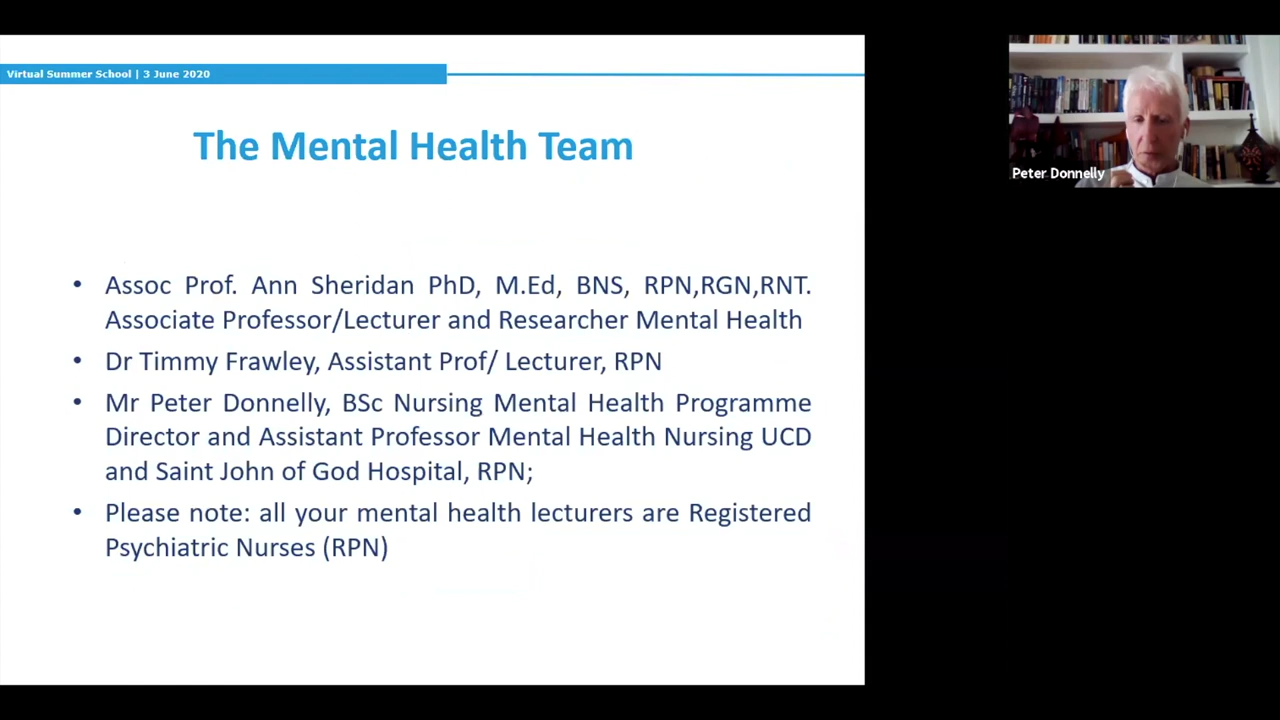 Virtual Summer School | 3 June 2020
The Mental Health Team
• Assoc Prof. Ann Sheridan PhD, M.Ed, BNS, RPN,RGN,RNT.
Associate Professor/Lecturer and Researcher Mental Health
• Dr Timmy Frawley, Assistant Prof/ Lecturer, RPN
• Mr Peter Donnelly, BSc Nursing Mental Health Programme
Director and Assistant Professor Mental Health Nursing UCD
and Saint John of God Hospital, RPN;
• Please note: all your mental health lecturers are Registered
Psychiatric Nurses (RPN)
Peter Donnelly